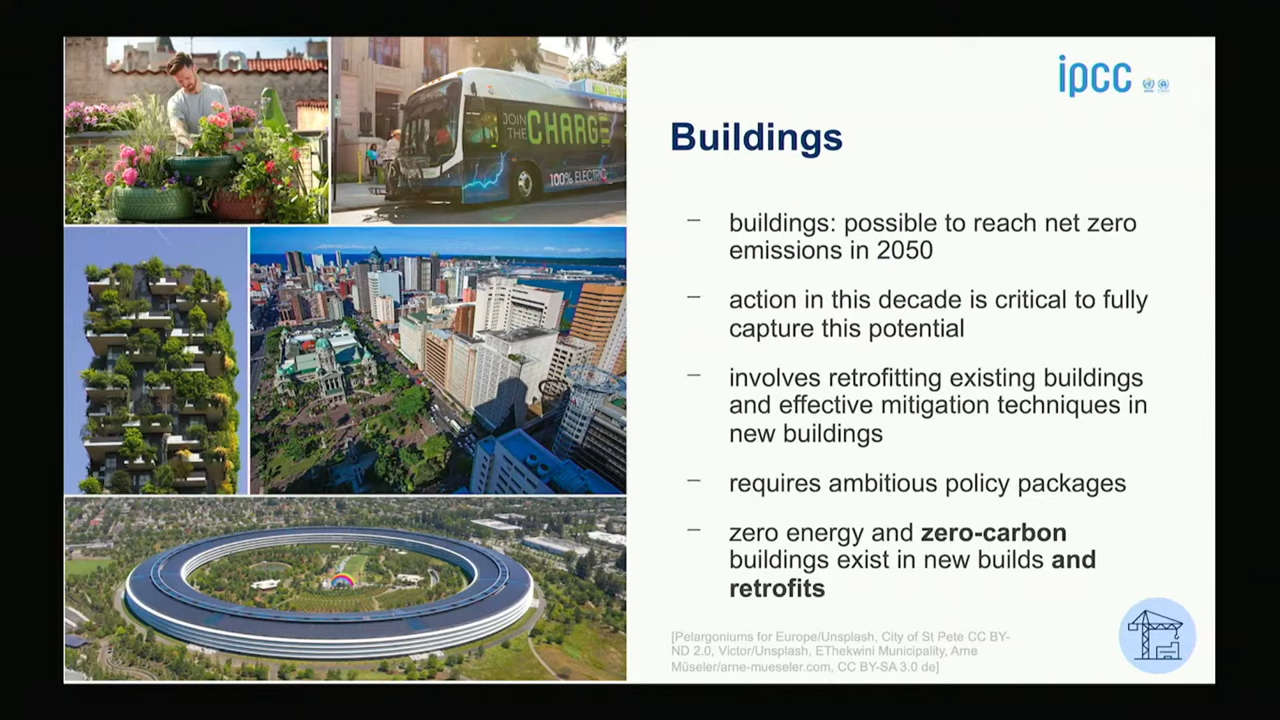 JOIN
THE
CHARGE
100% ELECTRIC
ipcc
Buildings
– buildings: possible to reach net zero
emissions in 2050
– action in this decade is critical to fully
capture this potential
– involves retrofitting existing buildings
and effective mitigation techniques in
new buildings
– requires ambitious policy packages
– zero energy and zero-carbon
buildings exist in new builds and
retrofits
[Pelargoniums for Europe/Unsplash, City of St Pete CC BY-
ND 2.0, Victor/Unsplash, EThekwini Municipality, Arne
Müseler/arne-mueseler.com, CC BY-SA 3.0 de]